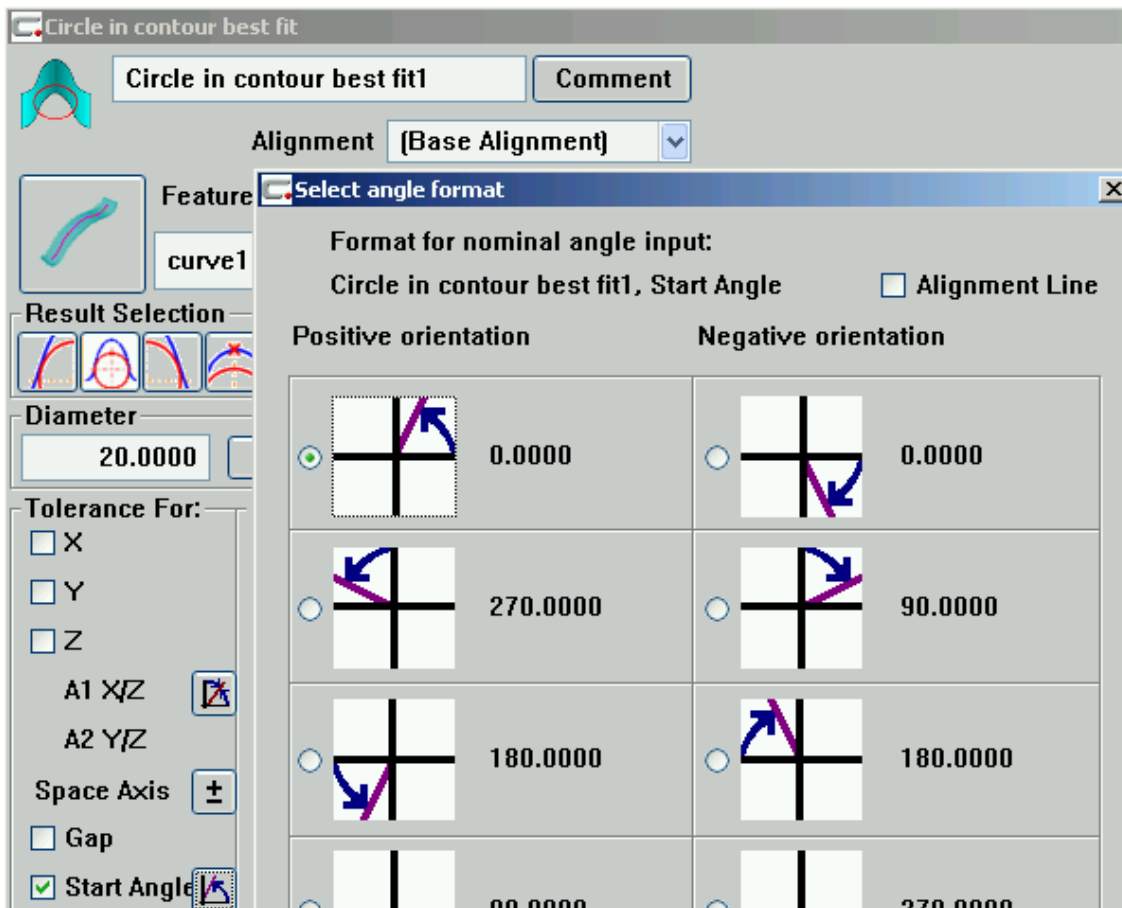 Circle in contour best fit
Circle in contour best fit1
Comment
Alignment
(Base Alignment)
Feature
curve1
Result Selection
Diameter
20.0000
Tolerance For:
X
Y
Z
A1 X/Z
A2 Y/Z
Space Axis
±
Gap
Start Angle
Select angle format
Format for nominal angle input:
Circle in contour best fit1, Start Angle
Alignment Line
Positive orientation
Negative orientation
0.0000
0.0000
270.0000
90.0000
180.0000
180.0000